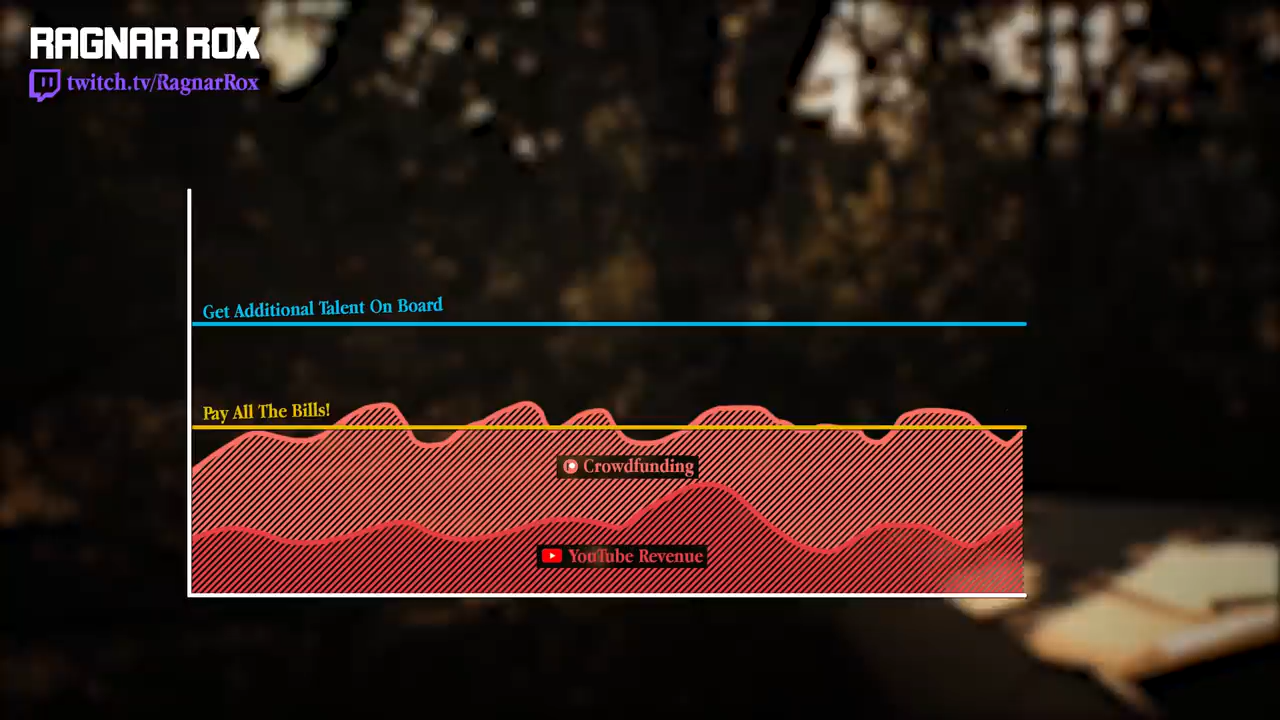 RAGNAR ROX
twitch.tv/RagnarRox
Get Additional Talent On Board
Pay All The Bills!
Crowdfunding
YouTube Revenue